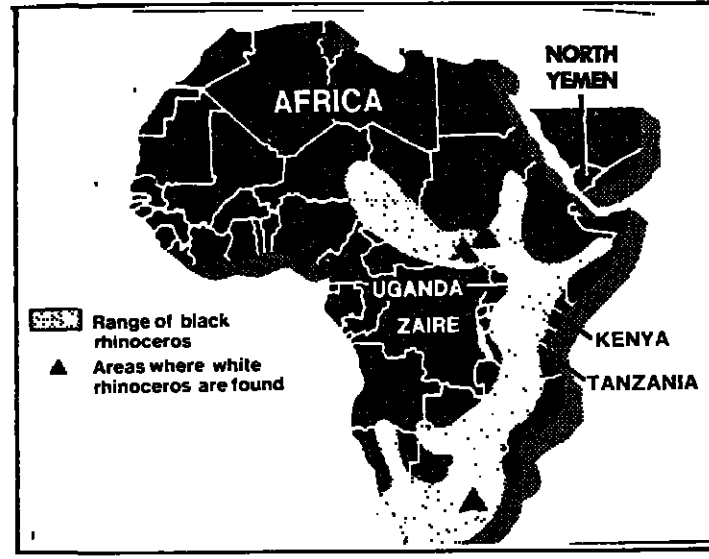 NORTH
YEMEN
AFRICA
UGANDA
ZAIRE
KENYA
TANZANIA
Range of black
rhinoceros
Areas where white
rhinoceros are found